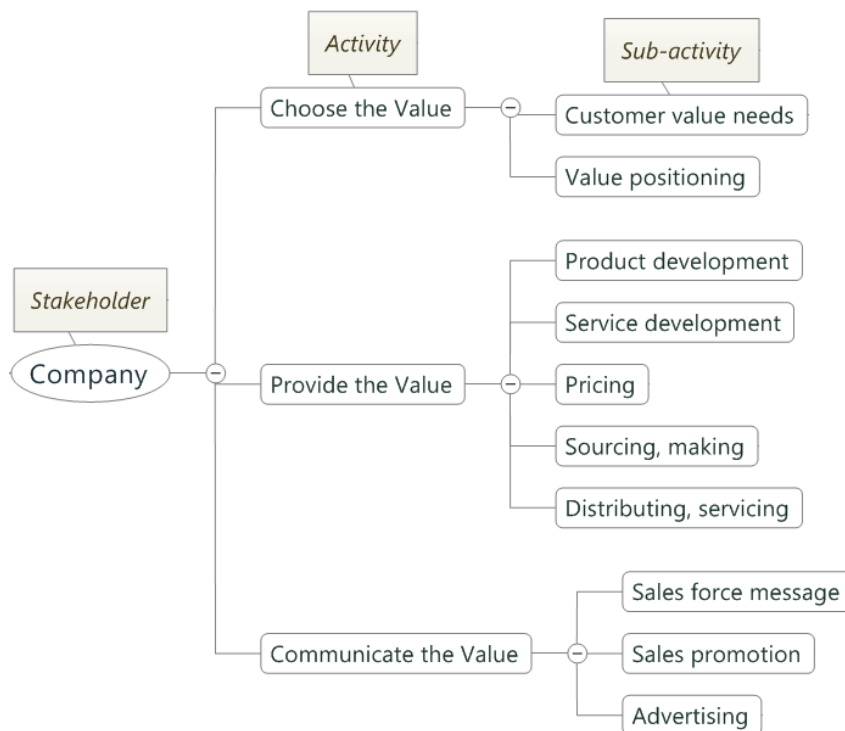 Activity
Sub-activity
Choose the Value
Customer value needs
Value positioning
Stakeholder
Company
Provide the Value
Product development
Service development
Pricing
Sourcing, making
Distributing, servicing
Communicate the Value
Sales force message
Sales promotion
Advertising